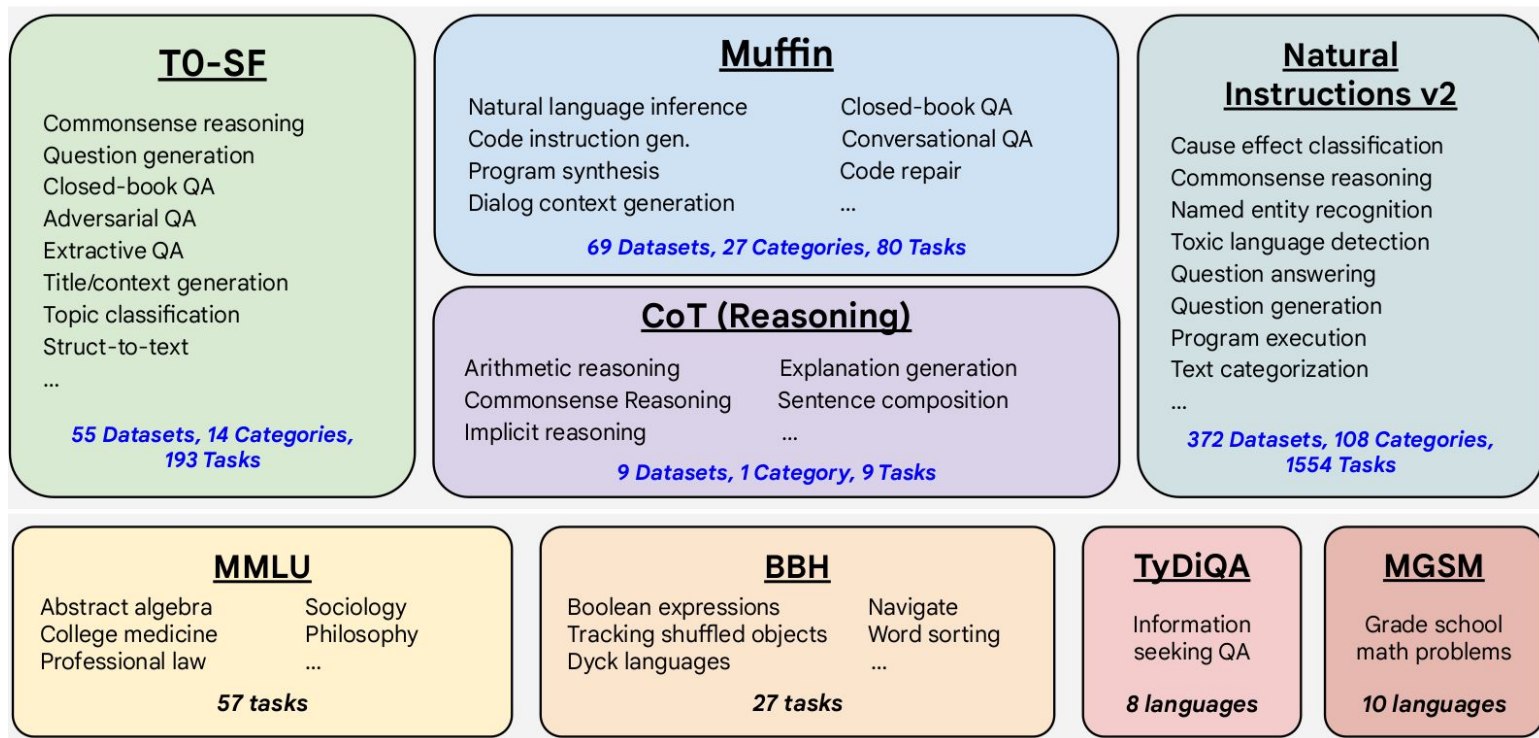 T0-SF
Commonsense reasoning
Question generation
Closed-book QA
Adversarial QA
Extractive QA
Title/context generation
Topic classification
Struct-to-text
...
55 Datasets, 14 Categories,
193 Tasks
Muffin
Natural language inference
Code instruction gen.
Program synthesis
Dialog context generation
Closed-book QA
Conversational QA
Code repair
...
69 Datasets, 27 Categories, 80 Tasks
CoT (Reasoning)
Arithmetic reasoning
Commonsense Reasoning
Implicit reasoning
Explanation generation
Sentence composition
...
9 Datasets, 1 Category, 9 Tasks
Natural
Instructions v2
Cause effect classification
Commonsense reasoning
Named entity recognition
Toxic language detection
Question answering
Question generation
Program execution
Text categorization
...
372 Datasets, 108 Categories,
1554 Tasks
MMLU
Abstract algebra
College medicine
Professional law
Sociology
Philosophy
...
57 tasks
BBH
Boolean expressions
Tracking shuffled objects
Dyck languages
Navigate
Word sorting
...
27 tasks
TyDiQA
Information
seeking QA
8 languages
MGSM
Grade school
math problems
10 languages